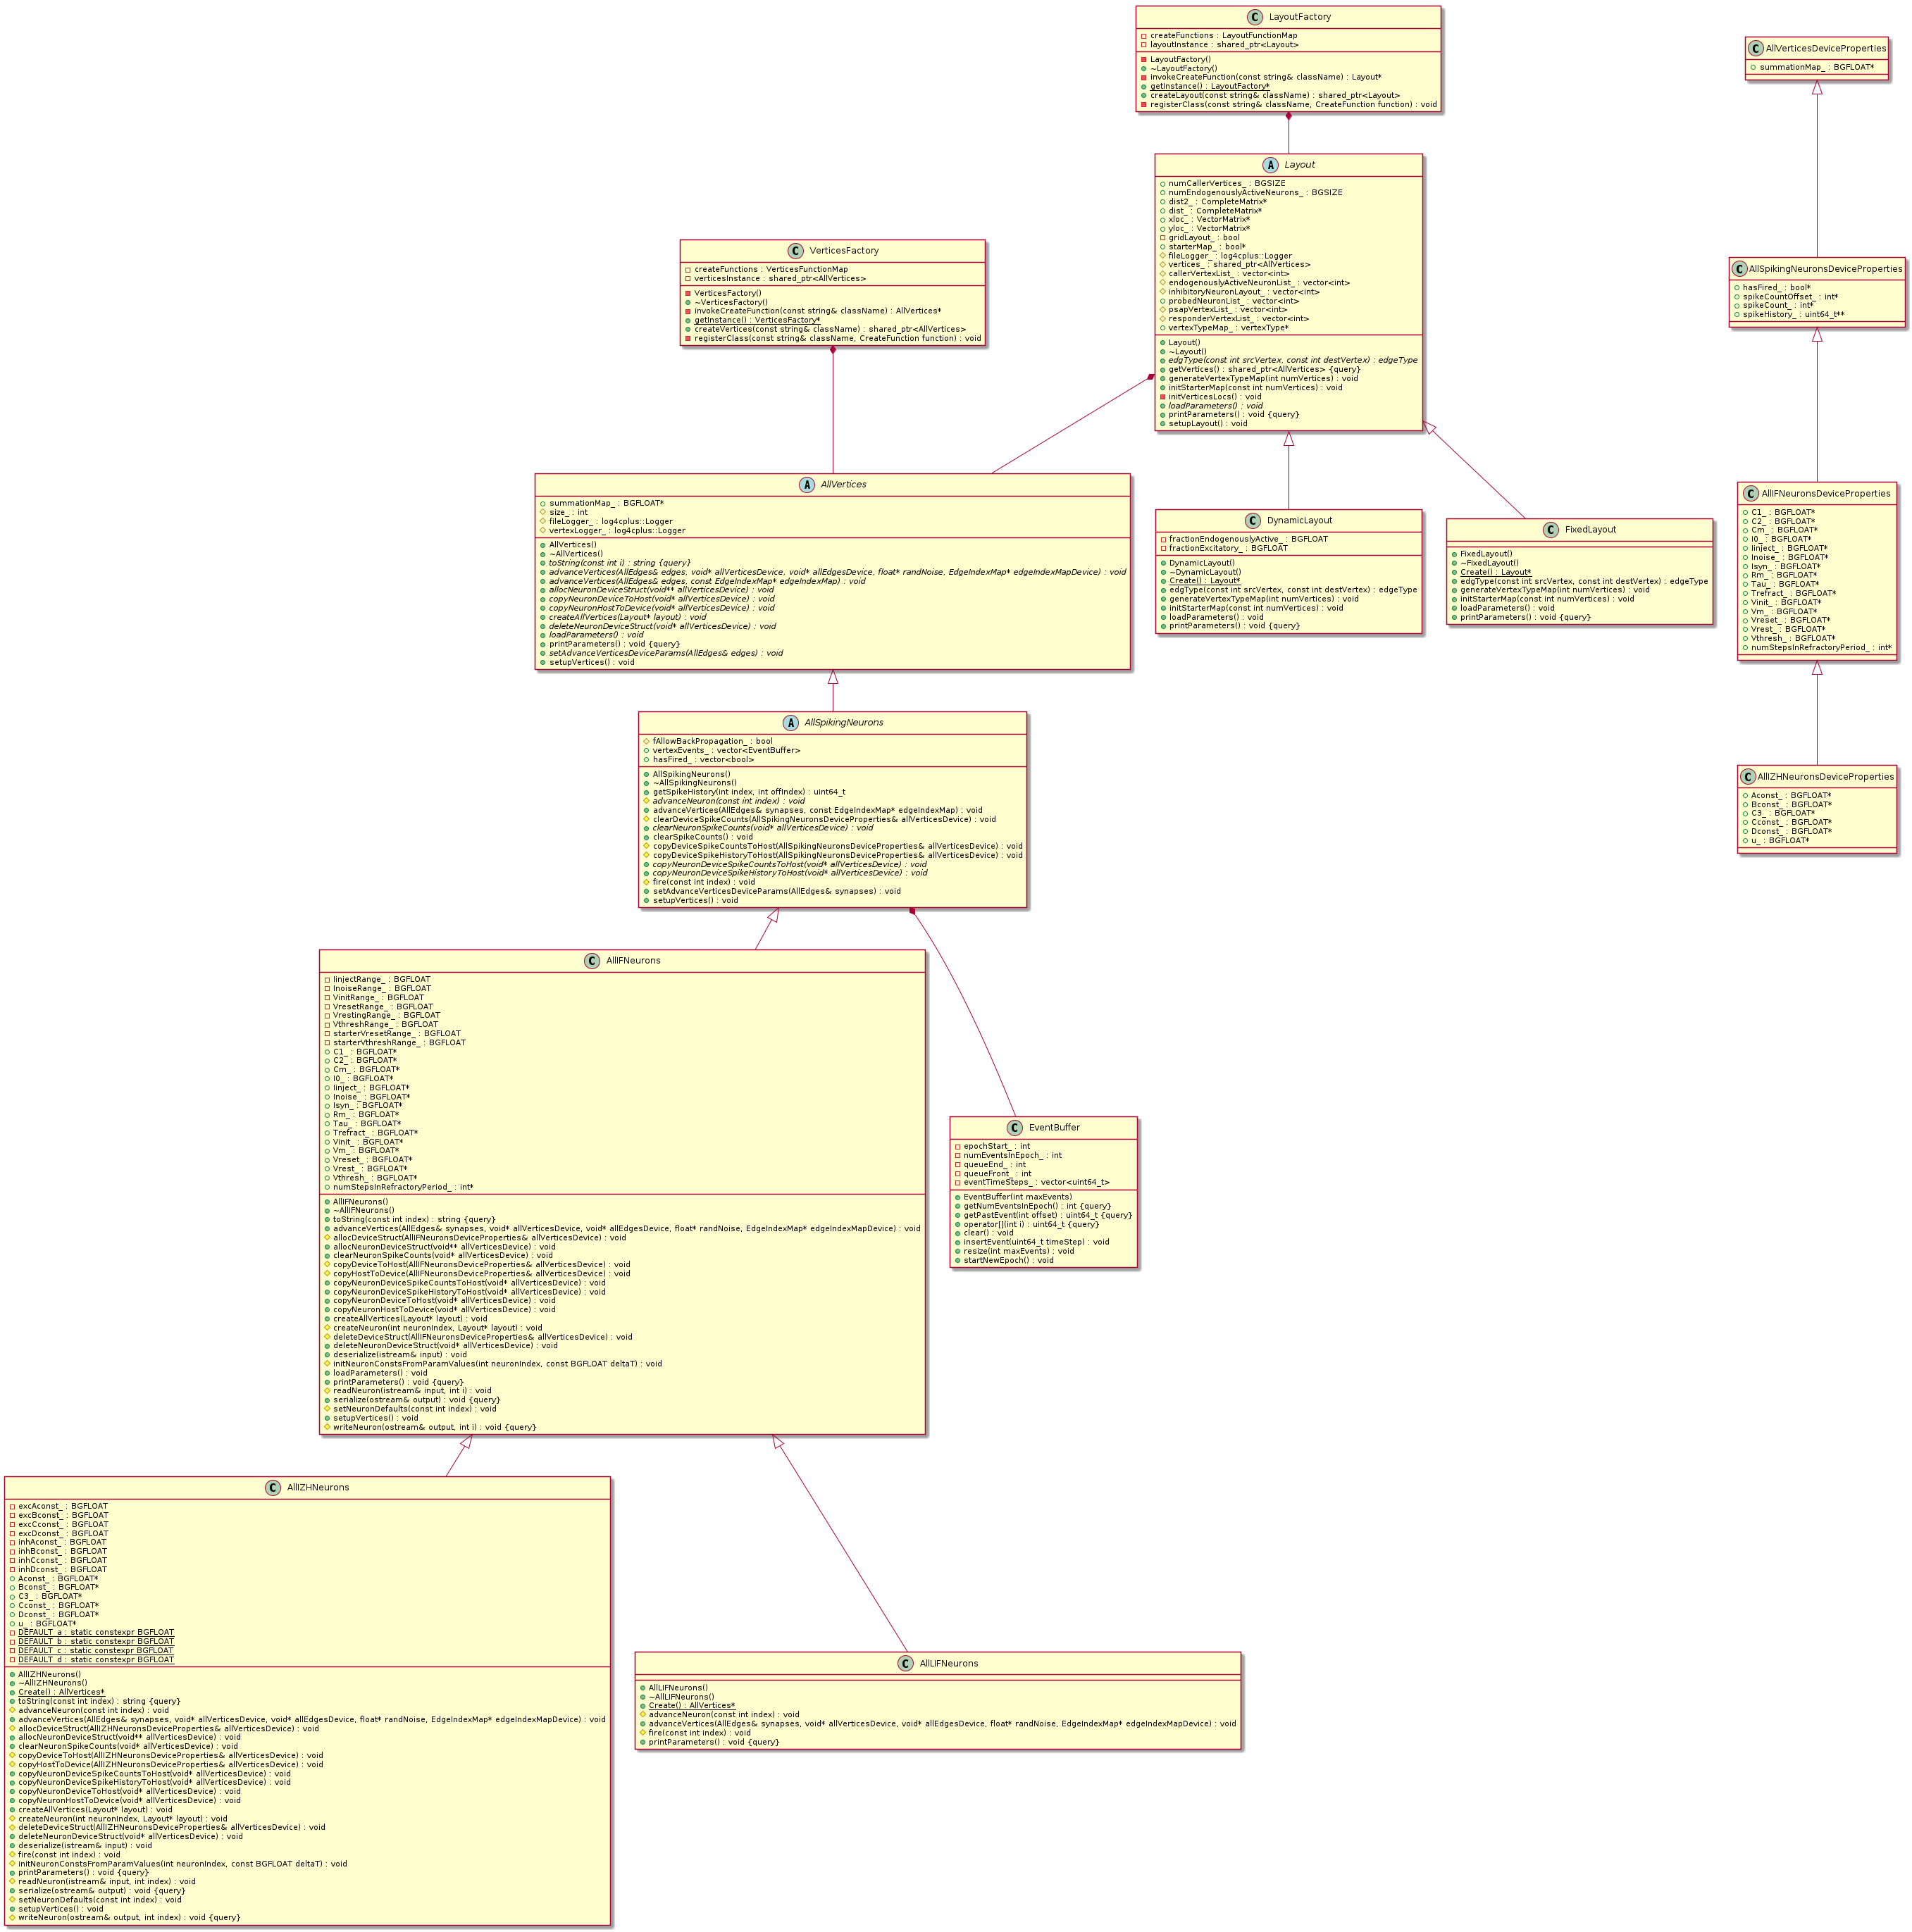 LayoutFactory
createFunctions : LayoutFunctionMap
layoutInstance : shared_ptr<Layout>
LayoutFactory()
~LayoutFactory()
invokeCreateFunction(const string& className) : Layout*
getInstance() : LayoutFactory*
createLayout(const string& className) : shared_ptr<Layout>
registerClass(const string& className, CreateFunction function) : void
AllVerticesDeviceProperties
summationMap_ : BGFLOAT*
Layout
numCallerVertices_ : BGSIZE
numEndogenouslyActiveNeurons_ : BGSIZE
dist2_ : CompleteMatrix*
dist_ : CompleteMatrix*
xloc_ : VectorMatrix*
yloc_ : VectorMatrix*
gridLayout_ : bool
starterMap_ : bool*
fileLogger_ : log4cplus::Logger
vertices_ : shared_ptr<AllVertices>
callerVertexList_ : vector<int>
endogenouslyActiveNeuronList_ : vector<int>
inhibitoryNeuronLayout_ : vector<int>
probedNeuronList_ : vector<int>
psapVertexList_ : vector<int>
responderVertexList_ : vector<int>
vertexTypeMap_ : vertexType*
Layout()
~Layout()
edgType(const int srcVertex, const int destVertex) : edgeType
getVertices() : shared_ptr<AllVertices> {query}
generateVertexTypeMap(int numVertices) : void
initStarterMap(const int numVertices) : void
initVerticesLocs() : void
loadParameters() : void
printParameters() : void {query}
setupLayout() : void
VerticesFactory
createFunctions : VerticesFunctionMap
verticesInstance : shared_ptr<AllVertices>
VerticesFactory()
~VerticesFactory()
invokeCreateFunction(const string& className) : AllVertices*
getInstance() : VerticesFactory*
createVertices(const string& className) : shared_ptr<AllVertices>
registerClass(const string& className, CreateFunction function) : void
AllSpikingNeuronsDeviceProperties
hasFired_ : bool*
spikeCountOffset_ : int*
spikeCount_ : int*
spikeHistory_ : uint64_t**
AllVertices
summationMap_ : BGFLOAT*
size_ : int
fileLogger_ : log4cplus::Logger
vertexLogger_ : log4cplus::Logger
AllVertices()
~AllVertices()
toString(const int i) : string {query}
advanceVertices(AllEdges& edges, void* allVerticesDevice, void* allEdgesDevice, float* randNoise, EdgeIndexMap* edgeIndexMapDevice) : void
advanceVertices(AllEdges& edges, const EdgeIndexMap* edgeIndexMap) : void
allocNeuronDeviceStruct(void** allVerticesDevice) : void
copyNeuronDeviceToHost(void* allVerticesDevice) : void
copyNeuronHostToDevice(void* allVerticesDevice) : void
createAllVertices(Layout* layout) : void
deleteNeuronDeviceStruct(void* allVerticesDevice) : void
loadParameters() : void
printParameters() : void {query}
setAdvanceVerticesDeviceParams(AllEdges& edges) : void
setupVertices() : void
DynamicLayout
fractionEndogenouslyActive_ : BGFLOAT
fractionExcitatory_ : BGFLOAT
DynamicLayout()
~DynamicLayout()
Create() : Layout*
edgType(const int srcVertex, const int destVertex) : edgeType
generateVertexTypeMap(int numVertices) : void
initStarterMap(const int numVertices) : void
loadParameters() : void
printParameters() : void {query}
FixedLayout
FixedLayout()
~FixedLayout()
Create() : Layout*
edgType(const int srcVertex, const int destVertex) : edgeType
generateVertexTypeMap(int numVertices) : void
initStarterMap(const int numVertices) : void
loadParameters() : void
printParameters() : void {query}
AllIFNeuronsDeviceProperties
C1_ : BGFLOAT*
C2_ : BGFLOAT*
Cm_ : BGFLOAT*
I0_ : BGFLOAT*
Iinject_ : BGFLOAT*
Inoise_ : BGFLOAT*
Isyn_ : BGFLOAT*
Rm_ : BGFLOAT*
Tau_ : BGFLOAT*
Trefract_ : BGFLOAT*
Vinit_ : BGFLOAT*
Vm_ : BGFLOAT*
Vreset_ : BGFLOAT*
Vrest_ : BGFLOAT*
Vthresh_ : BGFLOAT*
numStepsInRefractoryPeriod_ : int*
AllSpikingNeurons
fAllowBackPropagation_ : bool
vertexEvents_ : vector<EventBuffer>
hasFired_ : vector<bool>
AllSpikingNeurons()
~AllSpikingNeurons()
getSpikeHistory(int index, int offIndex) : uint64_t
advanceNeuron(const int index) : void
advanceVertices(AllEdges& synapses, const EdgeIndexMap* edgeIndexMap) : void
clearDeviceSpikeCounts(AllSpikingNeuronsDeviceProperties& allVerticesDevice) : void
clearNeuronSpikeCounts(void* allVerticesDevice) : void
clearSpikeCounts() : void
copyDeviceSpikeCountsToHost(AllSpikingNeuronsDeviceProperties& allVerticesDevice) : void
copyDeviceSpikeHistoryToHost(AllSpikingNeuronsDeviceProperties& allVerticesDevice) : void
copyNeuronDeviceSpikeCountsToHost(void* allVerticesDevice) : void
copyNeuronDeviceSpikeHistoryToHost(void* allVerticesDevice) : void
fire(const int index) : void
setAdvanceVerticesDeviceParams(AllEdges& synapses) : void
setupVertices() : void
AllIZHNeuronsDeviceProperties
Aconst_ : BGFLOAT*
Bconst_ : BGFLOAT*
C3_ : BGFLOAT*
Cconst_ : BGFLOAT*
Dconst_ : BGFLOAT*
u_ : BGFLOAT*
AllIFNeurons
IinjectRange_ : BGFLOAT
InoiseRange_ : BGFLOAT
VinitRange_ : BGFLOAT
VresetRange_ : BGFLOAT
VrestingRange_ : BGFLOAT
VthreshRange_ : BGFLOAT
starterVresetRange_ : BGFLOAT
starterVthreshRange_ : BGFLOAT
C1_ : BGFLOAT*
C2_ : BGFLOAT*
Cm_ : BGFLOAT*
I0_ : BGFLOAT*
Iinject_ : BGFLOAT*
Inoise_ : BGFLOAT*
Isyn_ : BGFLOAT*
Rm_ : BGFLOAT*
Tau_ : BGFLOAT*
Trefract_ : BGFLOAT*
Vinit_ : BGFLOAT*
Vm_ : BGFLOAT*
Vreset_ : BGFLOAT*
Vrest_ : BGFLOAT*
Vthresh_ : BGFLOAT*
numStepsInRefractoryPeriod_ : int*
AllIFNeurons()
~AllIFNeurons()
toString(const int index) : string {query}
advanceVertices(AllEdges& synapses, void* allVerticesDevice, void* allEdgesDevice, float* randNoise, EdgeIndexMap* edgeIndexMapDevice) : void
allocDeviceStruct(AllIFNeuronsDeviceProperties& allVerticesDevice) : void
allocNeuronDeviceStruct(void** allVerticesDevice) : void
clearNeuronSpikeCounts(void* allVerticesDevice) : void
copyDeviceToHost(AllIFNeuronsDeviceProperties& allVerticesDevice) : void
copyHostToDevice(AllIFNeuronsDeviceProperties& allVerticesDevice) : void
copyNeuronDeviceSpikeCountsToHost(void* allVerticesDevice) : void
copyNeuronDeviceSpikeHistoryToHost(void* allVerticesDevice) : void
copyNeuronDeviceToHost(void* allVerticesDevice) : void
copyNeuronHostToDevice(void* allVerticesDevice) : void
createAllVertices(Layout* layout) : void
createNeuron(int neuronIndex, Layout* layout) : void
deleteDeviceStruct(AllIFNeuronsDeviceProperties& allVerticesDevice) : void
deleteNeuronDeviceStruct(void* allVerticesDevice) : void
deserialize(istream& input) : void
initNeuronConstsFromParamValues(int neuronIndex, const BGFLOAT deltaT) : void
loadParameters() : void
printParameters() : void {query}
readNeuron(istream& input, int i) : void
serialize(ostream& output) : void {query}
setNeuronDefaults(const int index) : void
setupVertices() : void
writeNeuron(ostream& output, int i) : void {query}
EventBuffer
epochStart_ : int
numEventsInEpoch_ : int
queueEnd_ : int
queueFront_ : int
eventTimeSteps_ : vector<uint64_t>
EventBuffer(int maxEvents)
getNumEventsInEpoch() : int {query}
getPastEvent(int offset) : uint64_t {query}
operator[](int i) : uint64_t {query}
clear() : void
insertEvent(uint64_t timeStep) : void
resize(int maxEvents) : void
startNewEpoch() : void
AllIZHNeurons
excAconst_ : BGFLOAT
excBconst_ : BGFLOAT
excCconst_ : BGFLOAT
excDconst_ : BGFLOAT
inhAconst_ : BGFLOAT
inhBconst_ : BGFLOAT
inhCconst_ : BGFLOAT
inhDconst_ : BGFLOAT
Aconst_ : BGFLOAT*
Bconst_ : BGFLOAT*
C3_ : BGFLOAT*
Cconst_ : BGFLOAT*
Dconst_ : BGFLOAT*
u_ : BGFLOAT*
DEFAULT_a : static constexpr BGFLOAT
DEFAULT_b : static constexpr BGFLOAT
DEFAULT_c : static constexpr BGFLOAT
DEFAULT_d : static constexpr BGFLOAT
AllIZHNeurons()
~AllIZHNeurons()
Create() : AllVertices*
toString(const int index) : string {query}
advanceNeuron(const int index) : void
advanceVertices(AllEdges& synapses, void* allVerticesDevice, void* allEdgesDevice, float* randNoise, EdgeIndexMap* edgeIndexMapDevice) : void
allocDeviceStruct(AllIZHNeuronsDeviceProperties& allVerticesDevice) : void
allocNeuronDeviceStruct(void** allVerticesDevice) : void
clearNeuronSpikeCounts(void* allVerticesDevice) : void
copyDeviceToHost(AllIZHNeuronsDeviceProperties& allVerticesDevice) : void
copyHostToDevice(AllIZHNeuronsDeviceProperties& allVerticesDevice) : void
copyNeuronDeviceSpikeCountsToHost(void* allVerticesDevice) : void
copyNeuronDeviceSpikeHistoryToHost(void* allVerticesDevice) : void
copyNeuronDeviceToHost(void* allVerticesDevice) : void
copyNeuronHostToDevice(void* allVerticesDevice) : void
createAllVertices(Layout* layout) : void
createNeuron(int neuronIndex, Layout* layout) : void
deleteDeviceStruct(AllIZHNeuronsDeviceProperties& allVerticesDevice) : void
deleteNeuronDeviceStruct(void* allVerticesDevice) : void
deserialize(istream& input) : void
fire(const int index) : void
initNeuronConstsFromParamValues(int neuronIndex, const BGFLOAT deltaT) : void
printParameters() : void {query}
readNeuron(istream& input, int index) : void
serialize(ostream& output) : void {query}
setNeuronDefaults(const int index) : void
setupVertices() : void
writeNeuron(ostream& output, int index) : void {query}
AllLIFNeurons
AllLIFNeurons()
~AllLIFNeurons()
Create() : AllVertices*
advanceNeuron(const int index) : void
advanceVertices(AllEdges& synapses, void* allVerticesDevice, void* allEdgesDevice, float* randNoise, EdgeIndexMap* edgeIndexMapDevice) : void
fire(const int index) : void
printParameters() : void {query}